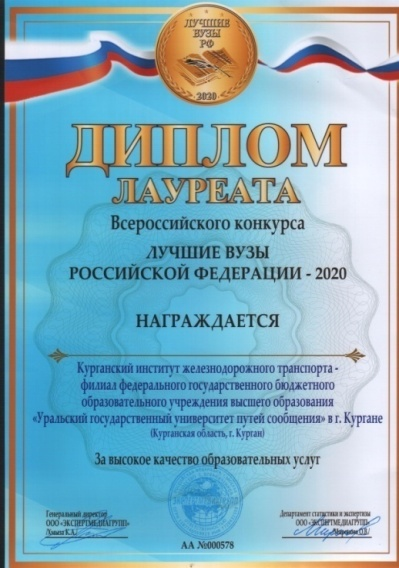 ЛУЧШИЕ
ВУЗЫ
РФ
2020
ДИПЛОМ
ЛАУРЕАТА
Всероссийского конкурса
ЛУЧШИЕ ВУЗЫ
РОССИЙСКОЙ ФЕДЕРАЦИИ - 2020
НАГРАЖДАЕТСЯ
Курганский институт железнодорожного транспорта -
филиал федерального государственного бюджетного
образовательного учреждения высшего образования
«Уральский государственный университет путей сообщения» в г. Кургане
(Курганская область, г. Курган)
За высокое качество образовательных услуг
Генеральный директор
ООО «ЭКСПЕРТМЕДИАГРУПП»
Департамент статистики и экспертизы
ООО «ЭКСПЕРТМЕДИАГРУПП»
АА №000578